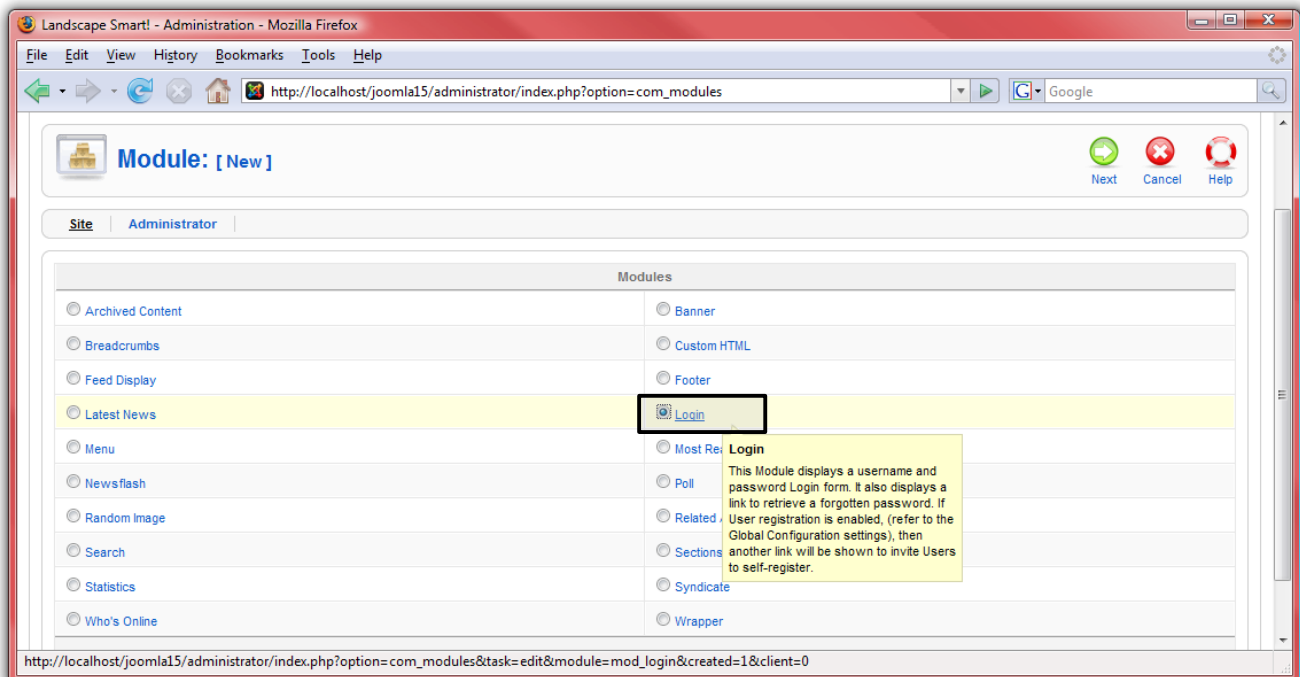 Landscape Smart! - Administration - Mozilla Firefox
File Edit View History Bookmarks Tools Help
http://localhost/joomla15/administrator/index.php?option=com_modules
G Google
Module: [ New ]
Next Cancel Help
Site Administrator
Modules
Archived Content Banner
Breadcrumbs Custom HTML
Feed Display Footer
Latest News Login
Menu Most Rea
Newsflash Poll
Random Image Related
Search Sections
Statistics Syndicate
Who's Online Wrapper
Login
This Module displays a username and
password Login form. It also displays a
link to retrieve a forgotten password. If
User registration is enabled, (refer to the
Global Configuration settings), then
another link will be shown to invite Users
to self-register.
http://localhost/joomla15/administrator/index.php?option=com_modules&task=edit&module=mod_login&created=1&client=0